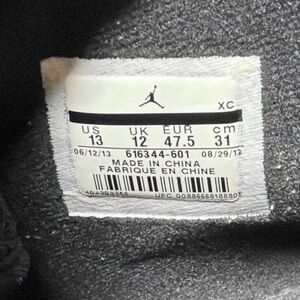 XC
US UK EUR cm
13 12 47.5 31
06/12/13 616344-601 08/29/13
MADE IN CHINA
FABRIQUE EN CHINE
UPC